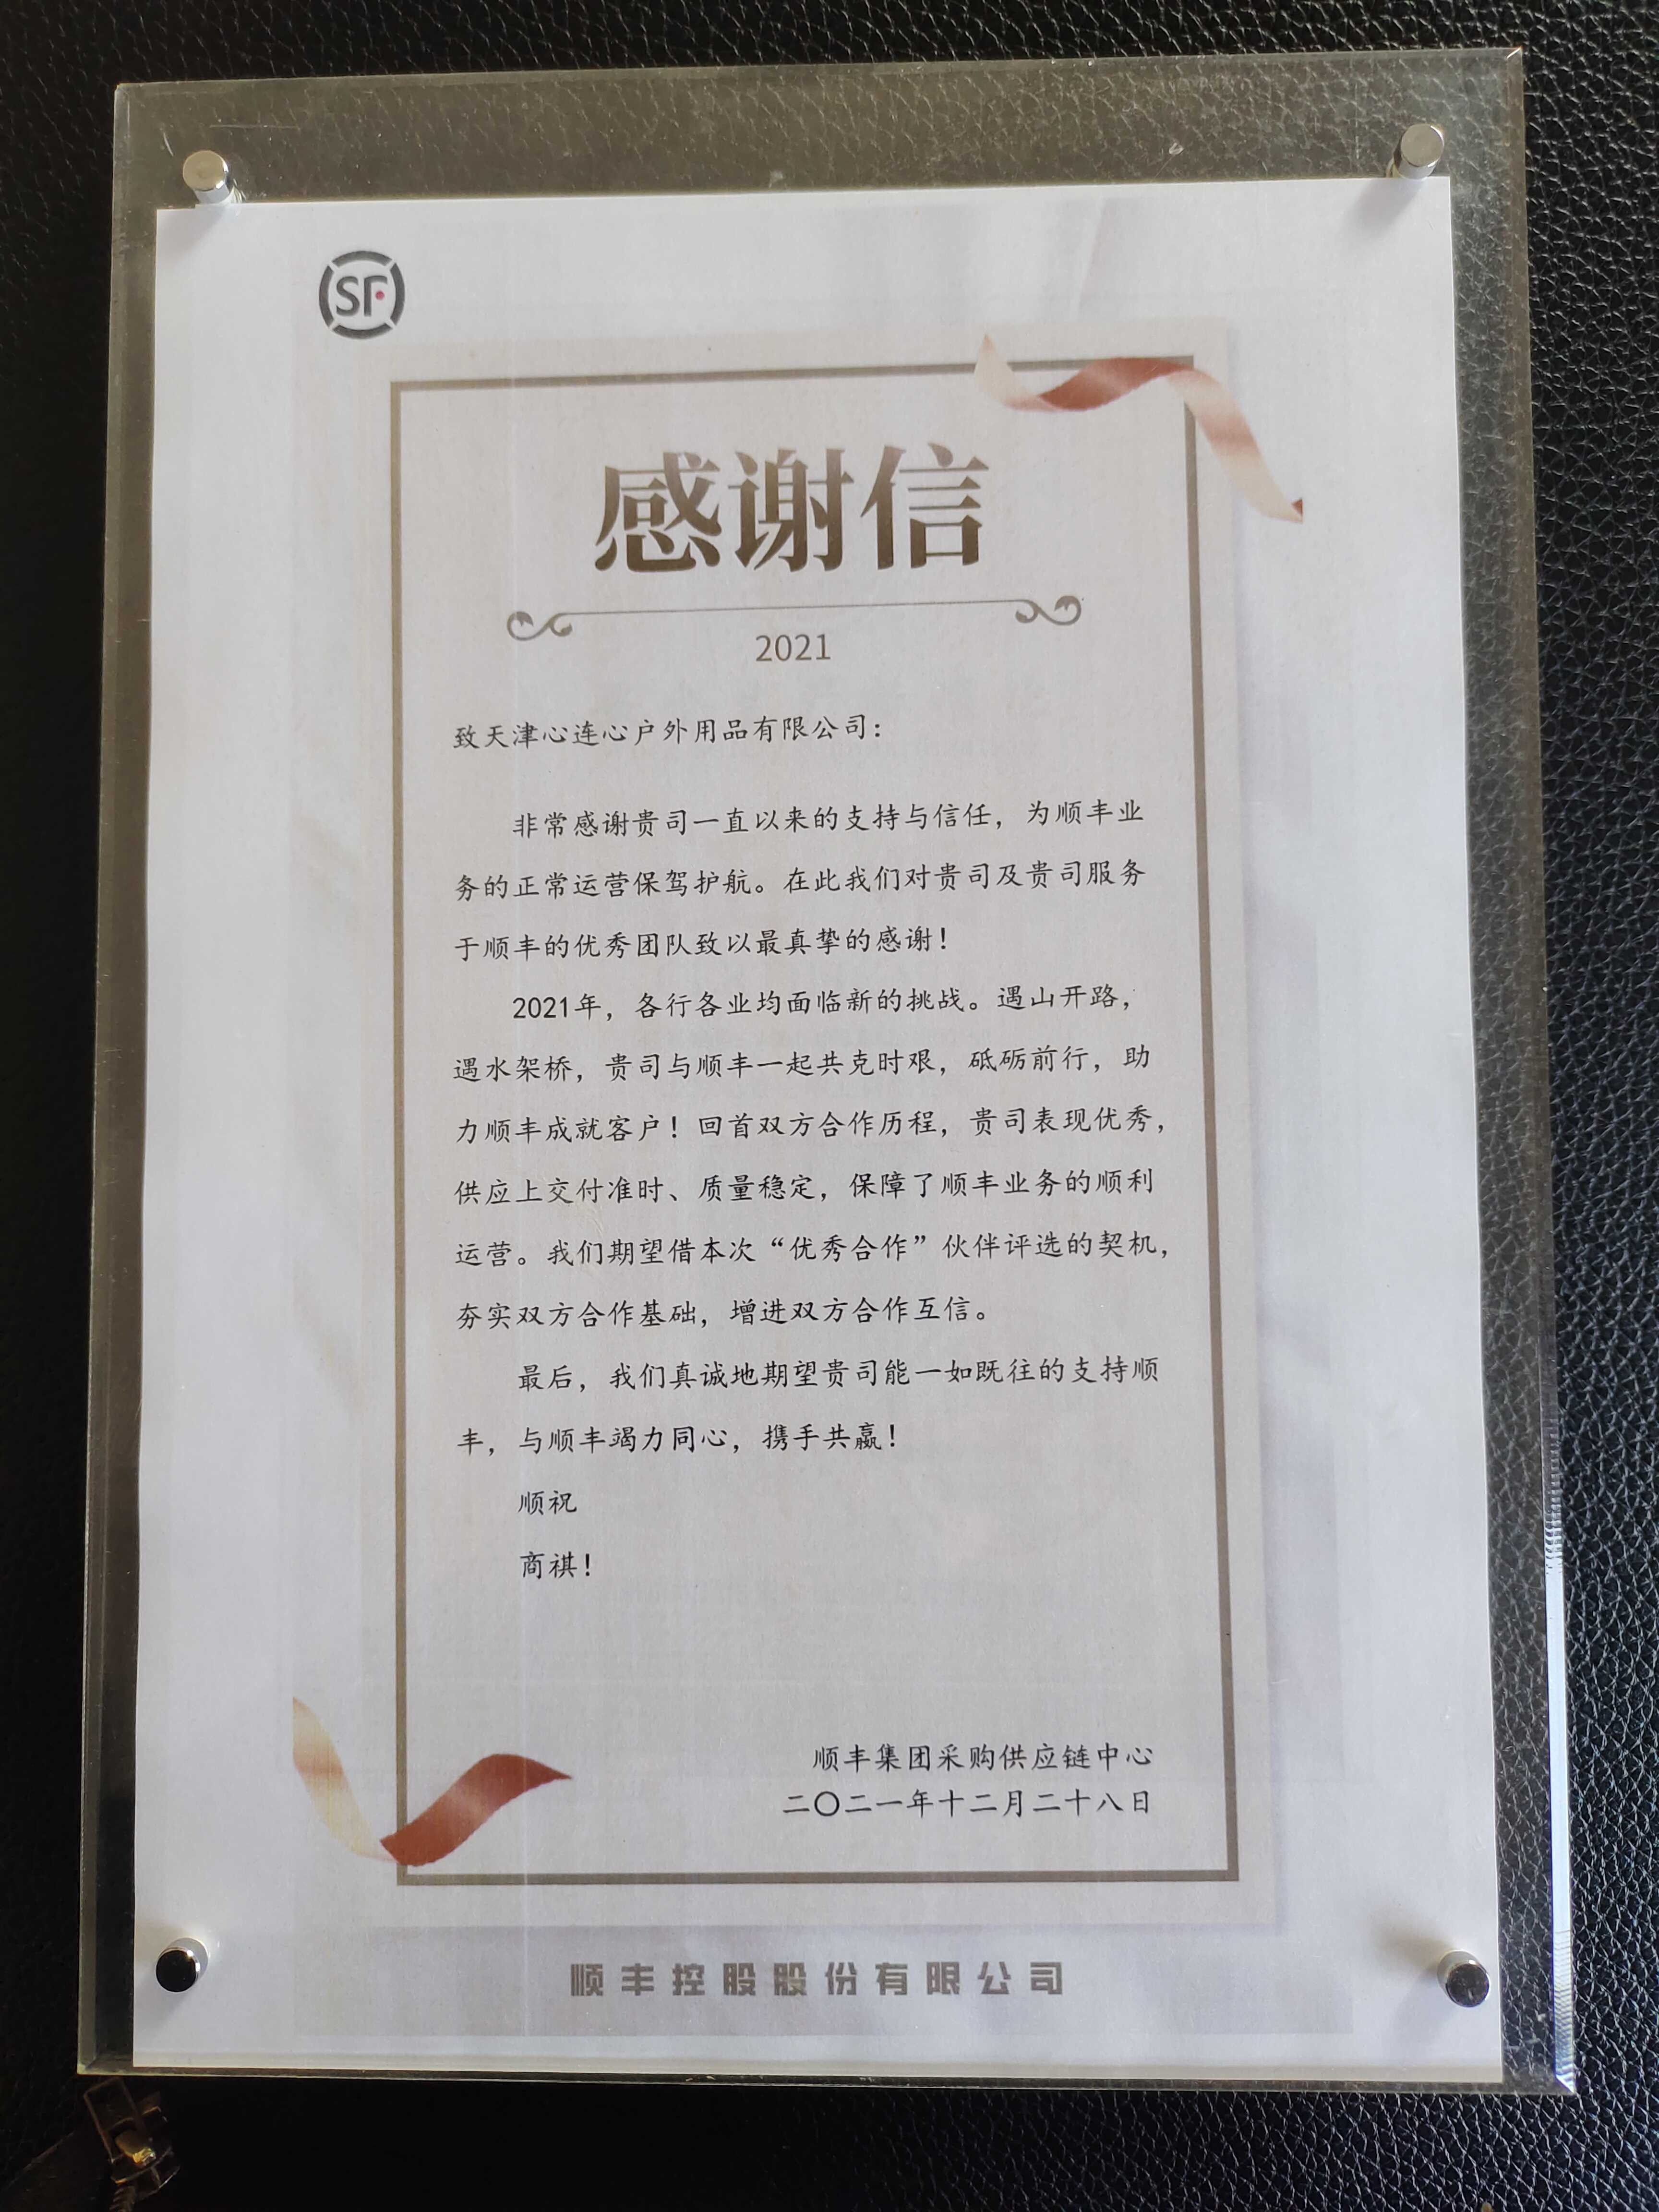 SF
感谢信
2021
致天津心连心户外用品有限公司：
非常感谢贵司一直以来的支持与信任，为顺丰业
务的正常运营保驾护航。在此我们对贵司及贵司服务
于顺丰的优秀团队致以最真挚的感谢！
2021年，各行各业均面临新的挑战。遇山开路，
遇水架桥，贵司与顺丰一起共克时艰，砥砺前行，助
力顺丰成就客户！回首双方合作历程，贵司表现优秀，
供应上交付准时、质量稳定，保障了顺丰业务的顺利
运营。我们期望借本次“优秀合作”伙伴评选的契机，
夯实双方合作基础，增进双方合作互信。
最后，我们真诚地期望贵司能一如既往的支持顺
丰，与顺丰竭力同心，携手共赢！
顺祝
商祺！
顺丰集团采购供应链中心
二〇二一年十二月二十八日
顺丰控股股份有限公司